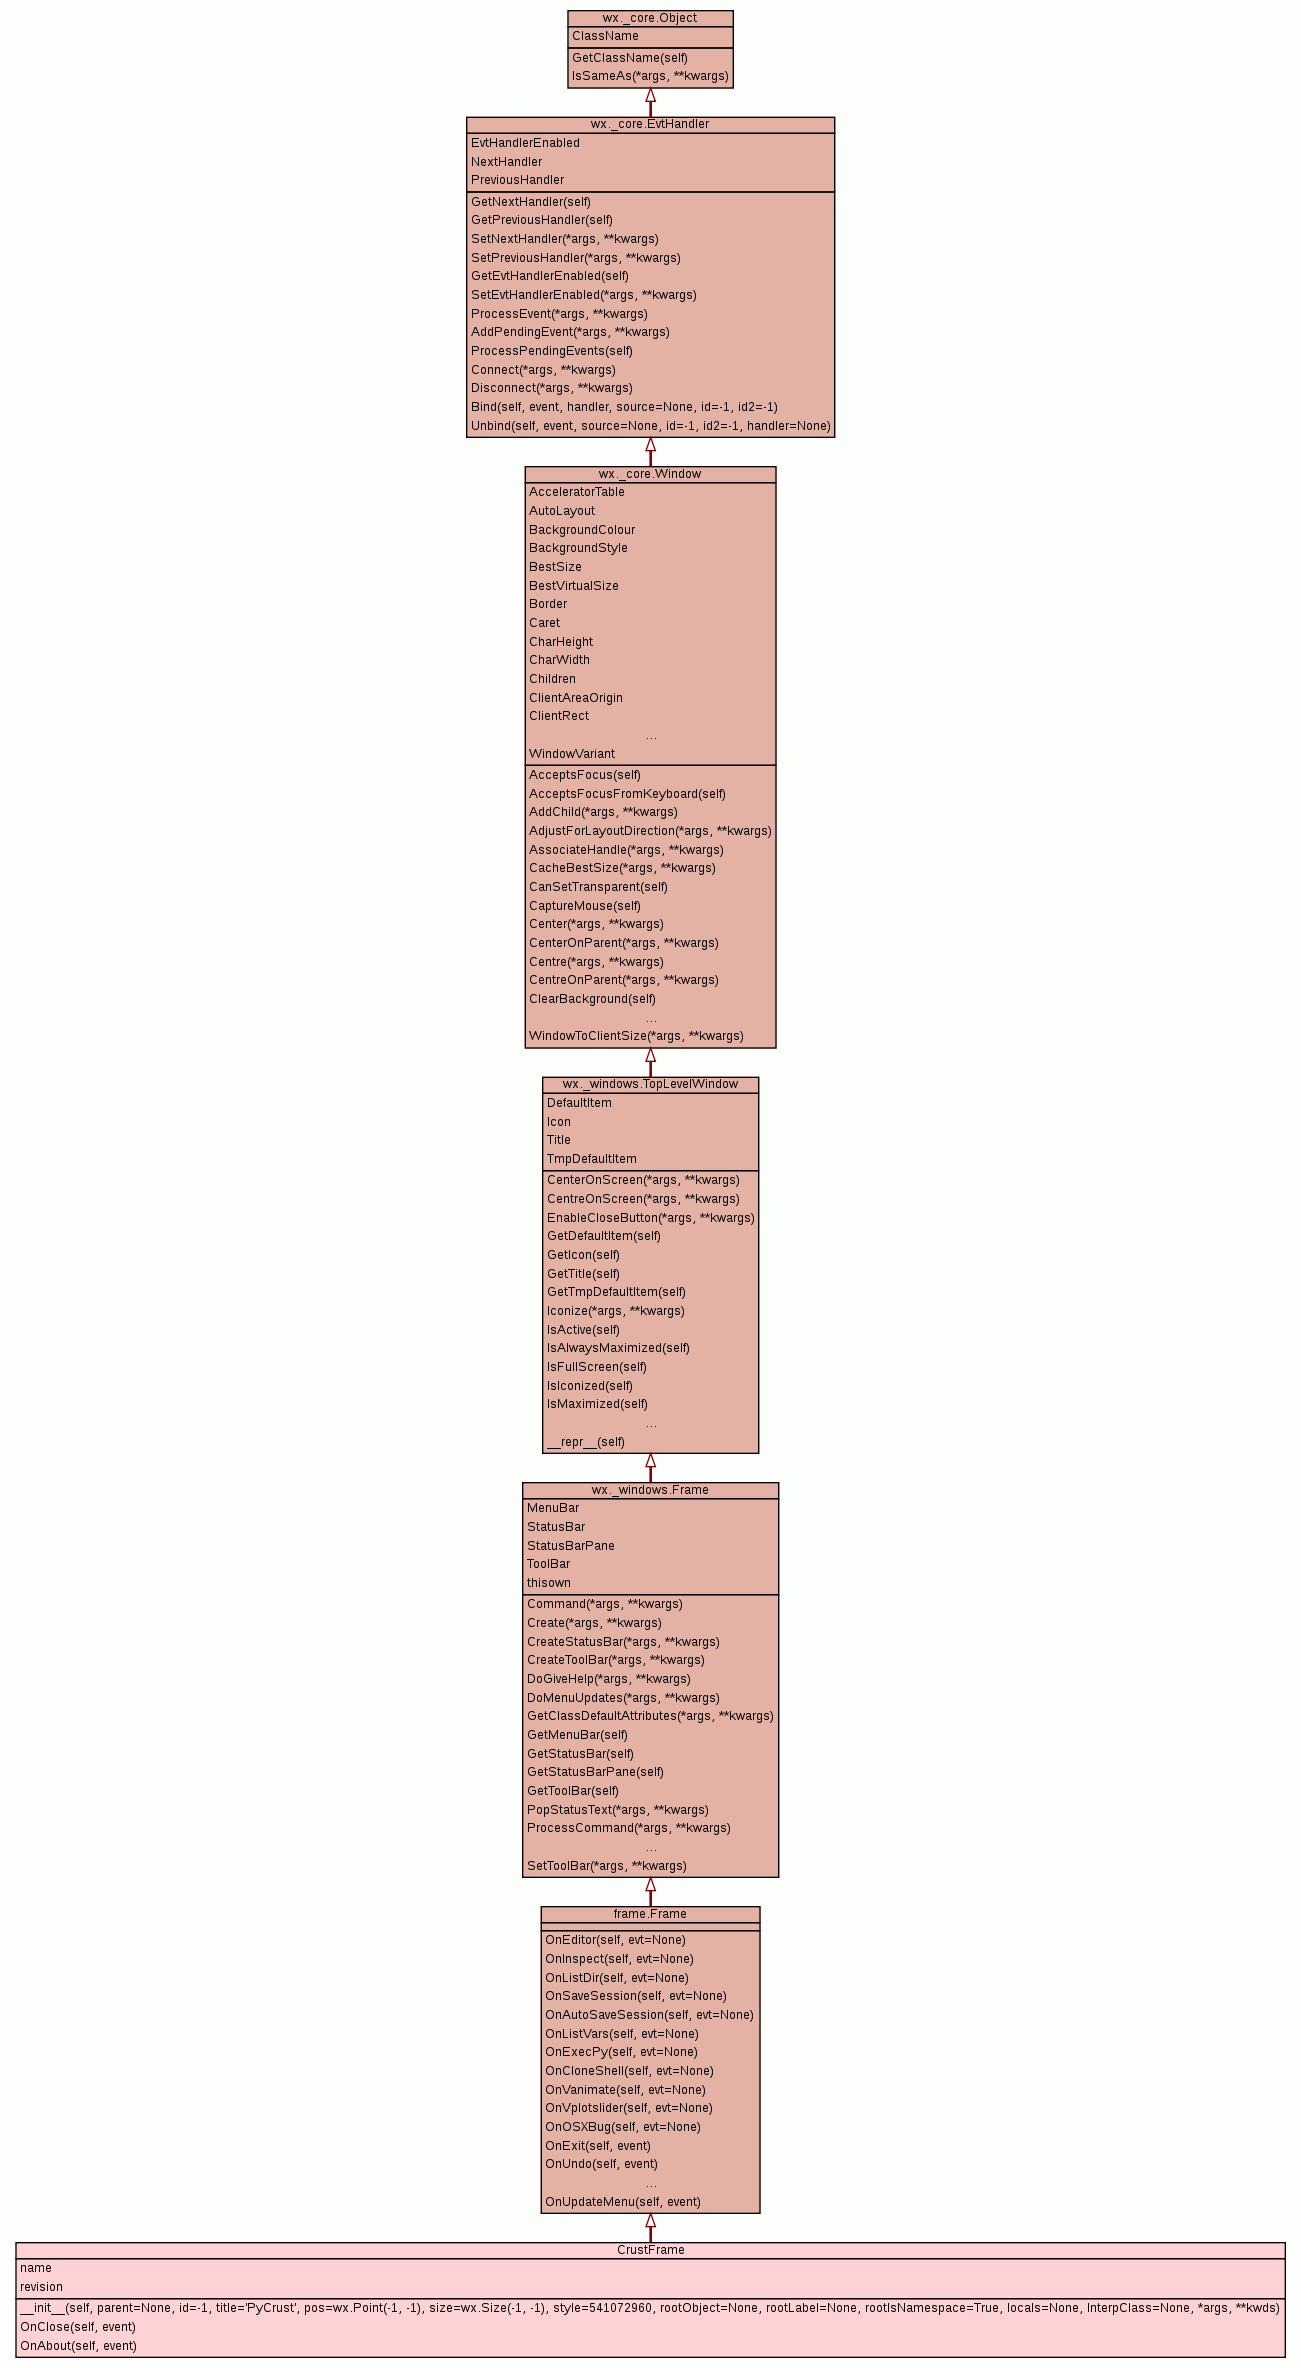 wx._core.Object
ClassName
GetClassName(self)
IsSameAs(*args, **kwargs)
wx._core.EvtHandler
EvtHandlerEnabled
NextHandler
PreviousHandler
GetNextHandler(self)
GetPreviousHandler(self)
SetNextHandler(*args, **kwargs)
SetPreviousHandler(*args, **kwargs)
GetEvtHandlerEnabled(self)
SetEvtHandlerEnabled(*args, **kwargs)
ProcessEvent(*args, **kwargs)
AddPendingEvent(*args, **kwargs)
ProcessPendingEvents(self)
Connect(*args, **kwargs)
Disconnect(*args, **kwargs)
Bind(self, event, handler, source=None, id=-1, id2=-1)
Unbind(self, event, source=None, id=-1, id2=-1, handler=None)
wx._core.Window
AcceleratorTable
AutoLayout
BackgroundColour
BackgroundStyle
BestSize
BestVirtualSize
Border
Caret
CharHeight
CharWidth
Children
ClientAreaOrigin
ClientRect
...
WindowVariant
AcceptsFocus(self)
AcceptsFocusFromKeyboard(self)
AddChild(*args, **kwargs)
AdjustForLayoutDirection(*args, **kwargs)
AssociateHandle(*args, **kwargs)
CacheBestSize(*args, **kwargs)
CanSetTransparent(self)
CaptureMouse(self)
Center(*args, **kwargs)
CenterOnParent(*args, **kwargs)
Centre(*args, **kwargs)
CentreOnParent(*args, **kwargs)
ClearBackground(self)
...
WindowToClientSize(*args, **kwargs)
wx._windows.TopLevelWindow
DefaultItem
Icon
Title
TmpDefaultItem
CenterOnScreen(*args, **kwargs)
CentreOnScreen(*args, **kwargs)
EnableCloseButton(*args, **kwargs)
GetDefaultItem(self)
GetIcon(self)
GetTitle(self)
GetTmpDefaultItem(self)
Iconize(*args, **kwargs)
IsActive(self)
IsAlwaysMaximized(self)
IsFullScreen(self)
IsIconized(self)
IsMaximized(self)
...
__repr__(self)
wx._windows.Frame
MenuBar
StatusBar
StatusBarPane
ToolBar
thisown
Command(*args, **kwargs)
Create(*args, **kwargs)
CreateStatusBar(*args, **kwargs)
CreateToolBar(*args, **kwargs)
DoGiveHelp(*args, **kwargs)
DoMenuUpdates(*args, **kwargs)
GetClassDefaultAttributes(*args, **kwargs)
GetMenuBar(self)
GetStatusBar(self)
GetStatusBarPane(self)
GetToolBar(self)
PopStatusText(*args, **kwargs)
ProcessCommand(*args, **kwargs)
...
SetToolBar(*args, **kwargs)
frame.Frame
OnEditor(self, evt=None)
OnInspect(self, evt=None)
OnListDir(self, evt=None)
OnSaveSession(self, evt=None)
OnAutoSaveSession(self, evt=None)
OnListVars(self, evt=None)
OnExecPy(self, evt=None)
OnCloneShell(self, evt=None)
OnVanimate(self, evt=None)
OnVplotslider(self, evt=None)
OnOSXBug(self, evt=None)
OnExit(self, event)
OnUndo(self, event)
...
OnUpdateMenu(self, event)
CrustFrame
name
revision
__init__(self, parent=None, id=-1, title='PyCrust', pos=wx.Point(-1, -1), size=wx.Size(-1, -1), style=541072960, rootObject=None, rootLabel=None, rootIsNamespace=True, locals=None, InterpClass=None, *args, **kwds)
OnClose(self, event)
OnAbout(self, event)